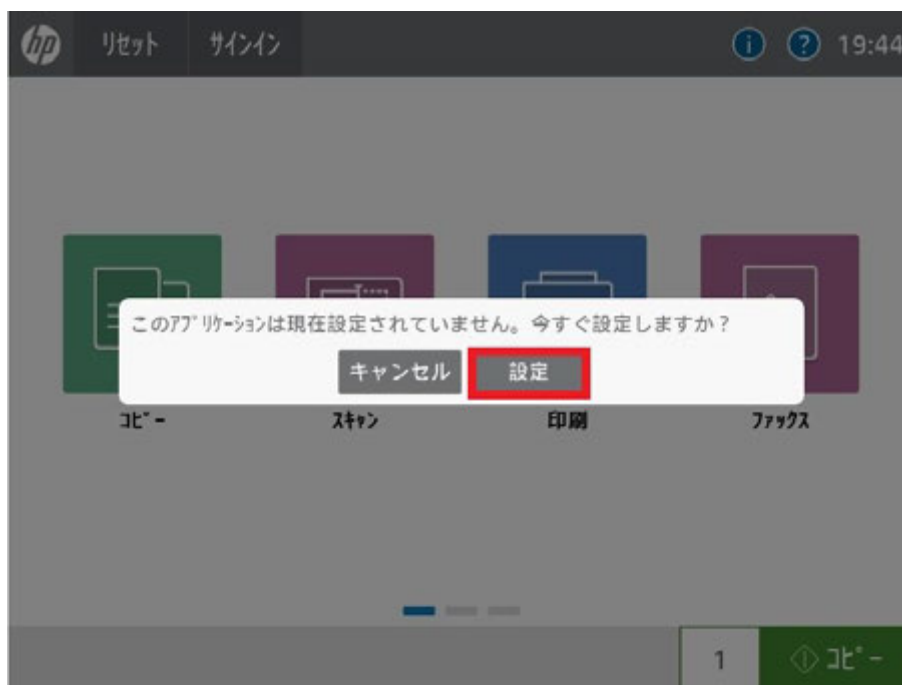 hp リセット サインイン i ? 19:44
このｱﾌﾟﾘｹｰｼｮﾝは現在設定されていません。今すぐ設定しますか？
キャンセル 設定
ｺﾋﾟｰ ｽｷｬﾝ 印刷 ﾌｧｯｸｽ
1 ｺﾋﾟｰ